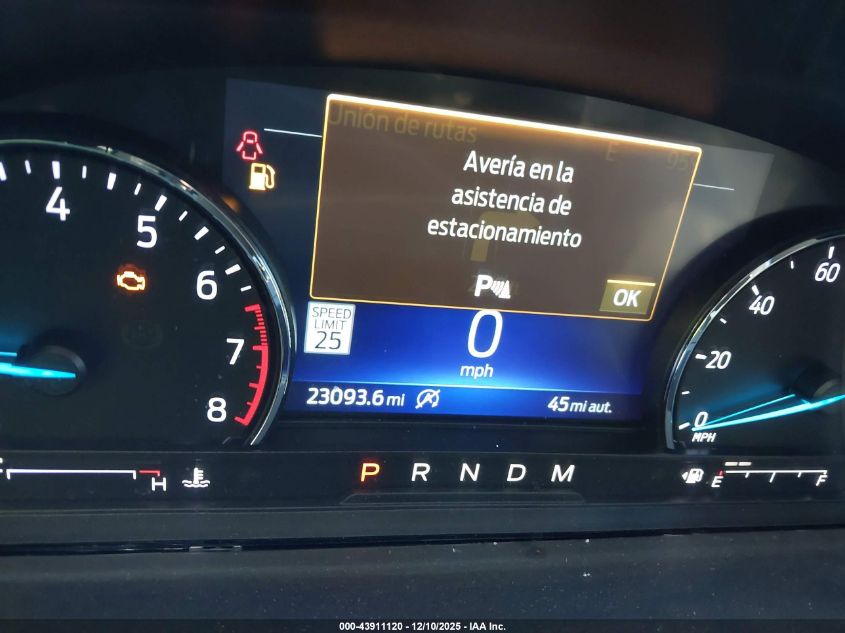 Unión de rutas
E 95
Avería en la
asistencia de
estacionamiento
P
OK
SPEED
LIMIT
25
0
mph
23093.6 mi
45 mi aut.
4
5
6
7
8
0
20
40
60
MPH
H
P R N D M
E
F
000-43911120 - 12/10/2025 - IAA Inc.